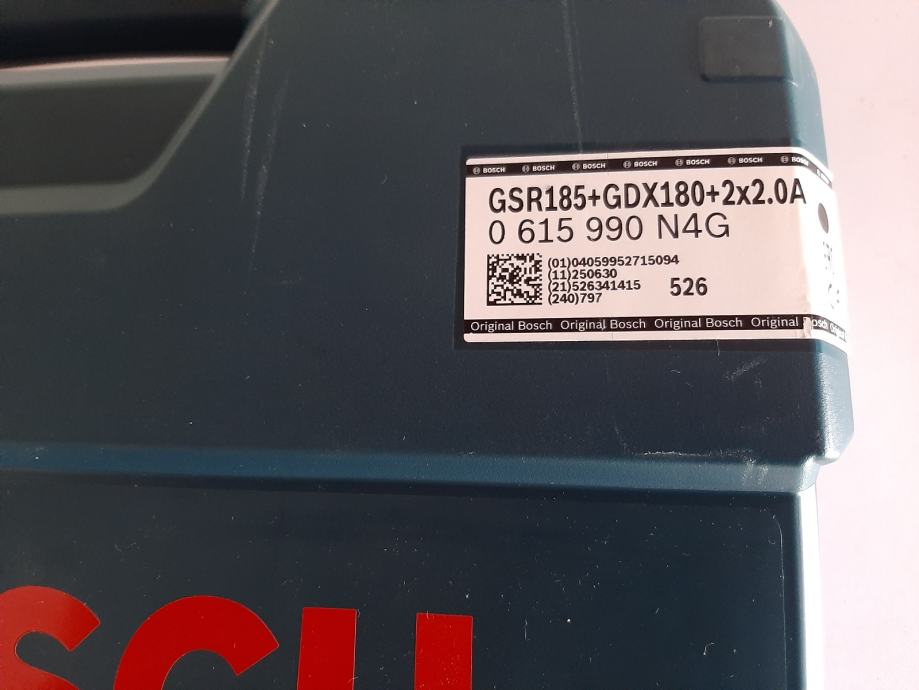 BOSCH BOSCH BOSCH BOSCH BOSCH BOSCH BOSCH
GSR185+GDX180+2x2.0A
0 615 990 N4G
(01)04059952715094
(11)250630
(21)526341415
(240)797
526
Original Bosch Original Bosch Original Bosch Original Bosch
SCH